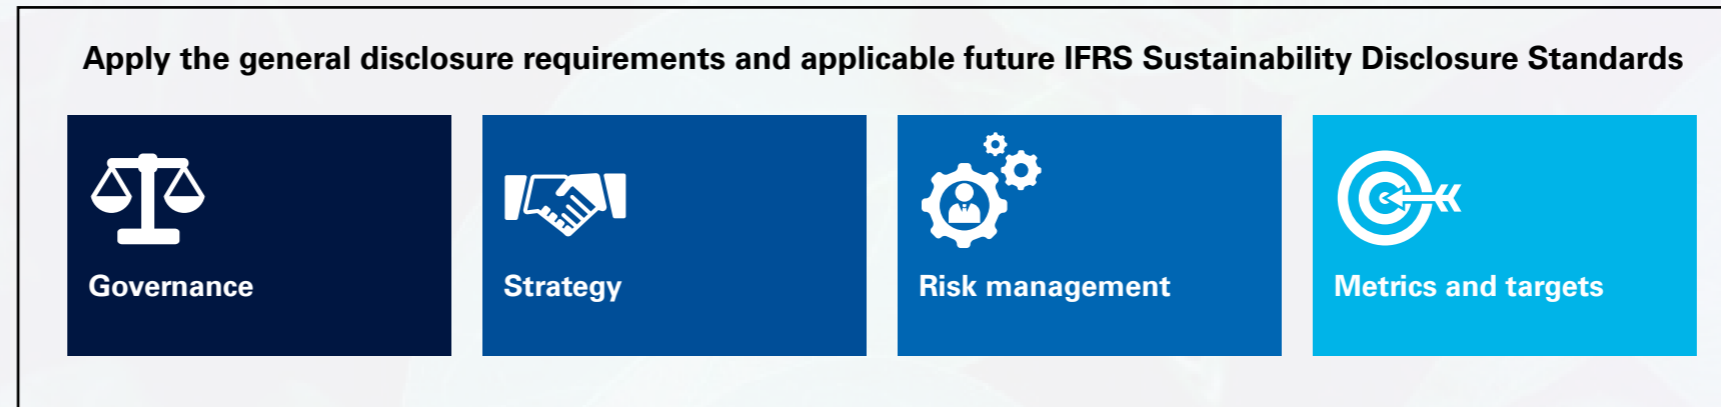 Apply the general disclosure requirements and applicable future IFRS Sustainability Disclosure Standards
Governance
Strategy
Risk management
Metrics and targets